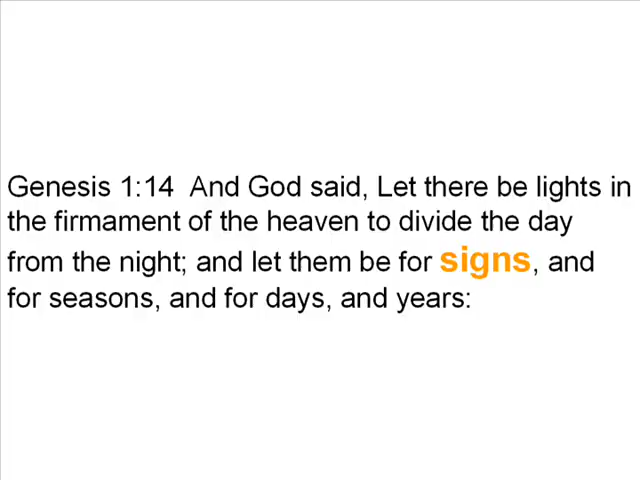 Genesis 1:14  And God said, Let there be lights in
the firmament of the heaven to divide the day
from the night; and let them be for signs, and
for seasons, and for days, and years: